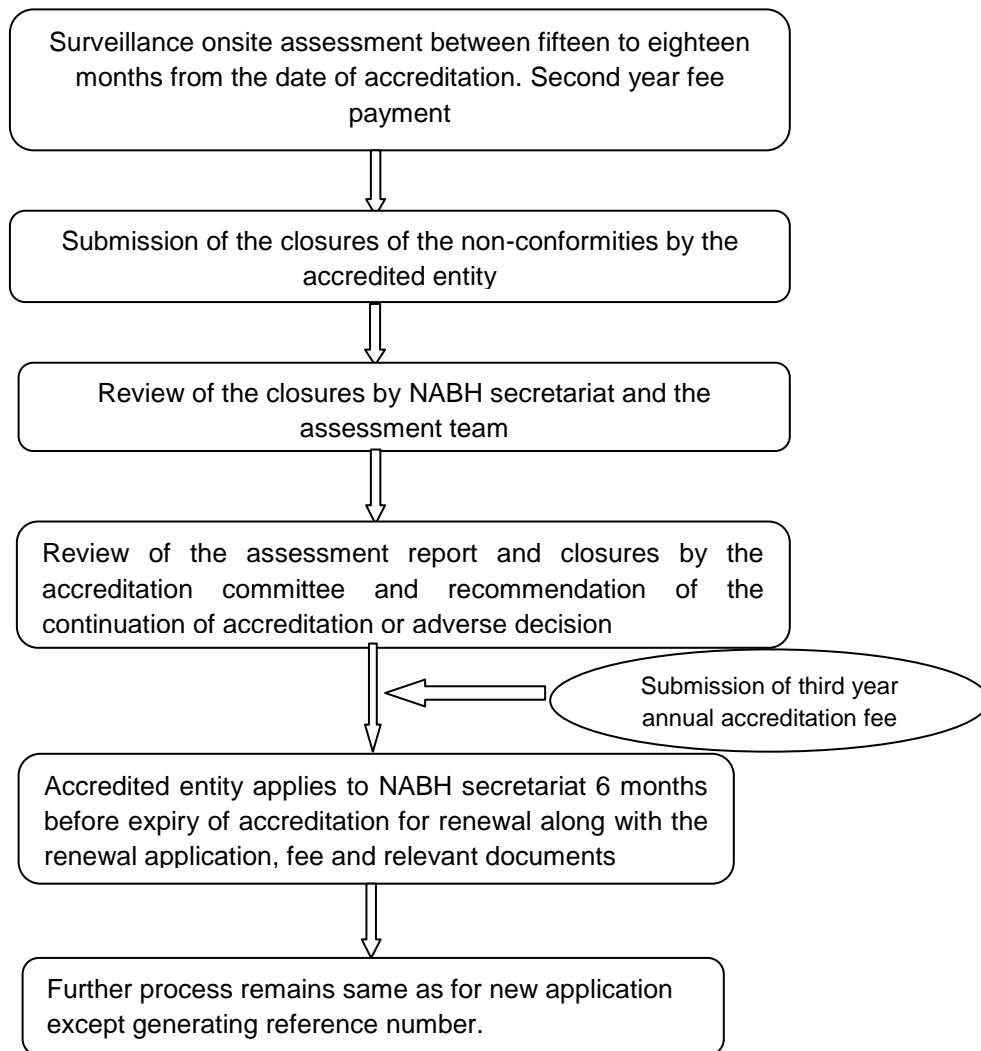 Surveillance onsite assessment between fifteen to eighteen
months from the date of accreditation. Second year fee
payment
Submission of the closures of the non-conformities by the
accredited entity
Review of the closures by NABH secretariat and the
assessment team
Review of the assessment report and closures by the
accreditation committee and recommendation of the
continuation of accreditation or adverse decision
Submission of third year
annual accreditation fee
Accredited entity applies to NABH secretariat 6 months
before expiry of accreditation for renewal along with the
renewal application, fee and relevant documents
Further process remains same as for new application
except generating reference number.